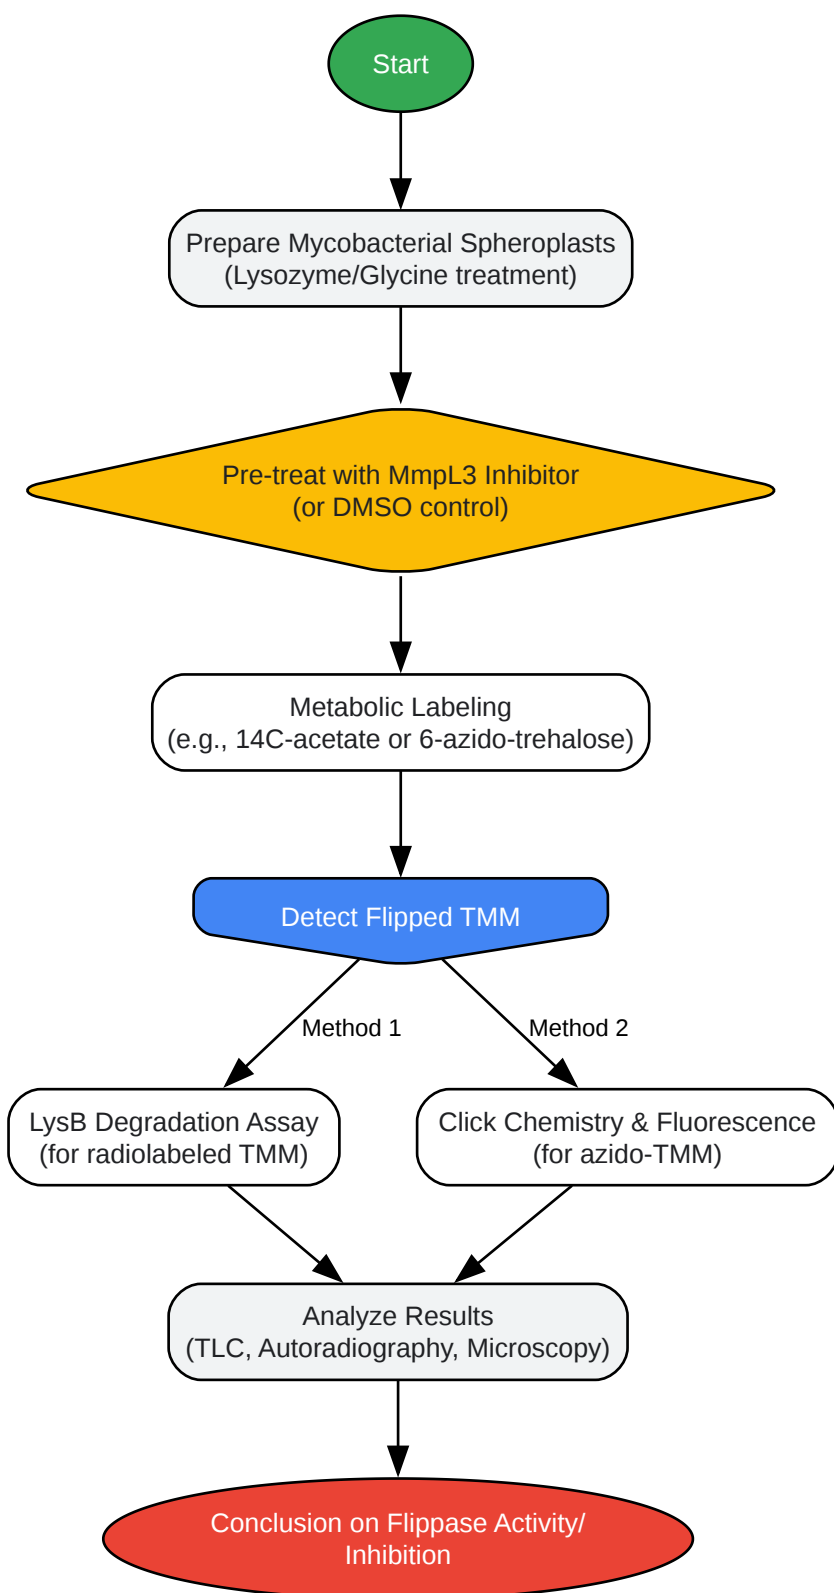 Start
Prepare Mycobacterial Spheroplasts
(Lysozyme/Glycine treatment)
Pre-treat with MmpL3 Inhibitor
(or DMSO control)
Metabolic Labeling
(e.g., 14C-acetate or 6-azido-trehalose)
Detect Flipped TMM
Method 1
Method 2
LysB Degradation Assay
(for radiolabeled TMM)
Click Chemistry & Fluorescence
(for azido-TMM)
Analyze Results
(TLC, Autoradiography, Microscopy)
Conclusion on Flippase Activity/
Inhibition